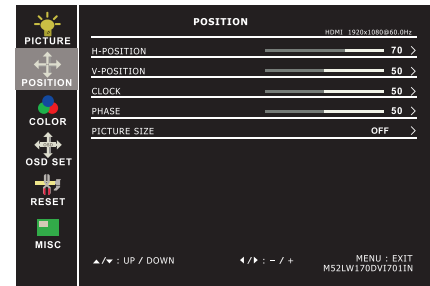 POSITION
HDMI 1920x1080@60.0Hz
PICTURE
POSITION
COLOR
OSD
OSD SET
RESET
MISC
H-POSITION 70 >
V-POSITION 50 >
CLOCK 50 >
PHASE 50 >
PICTURE SIZE OFF >
▲/▼ : UP / DOWN ◀/▶ : – / + MENU : EXIT
M52LW170DVI701IN